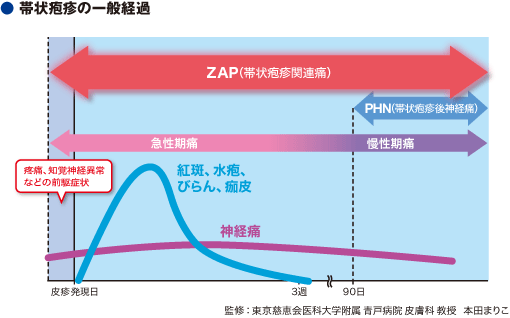 帯状疱疹の一般経過
ZAP(帯状疱疹関連痛)
PHN(帯状疱疹後神経痛)
急性期痛
慢性期痛
疼痛、知覚神経異常
などの前駆症状
紅斑、水疱、
びらん、痂皮
神経痛
皮疹発現日
3週
90日
監修：東京慈恵会医科大学附属 青戸病院 皮膚科 教授 本田まりこ